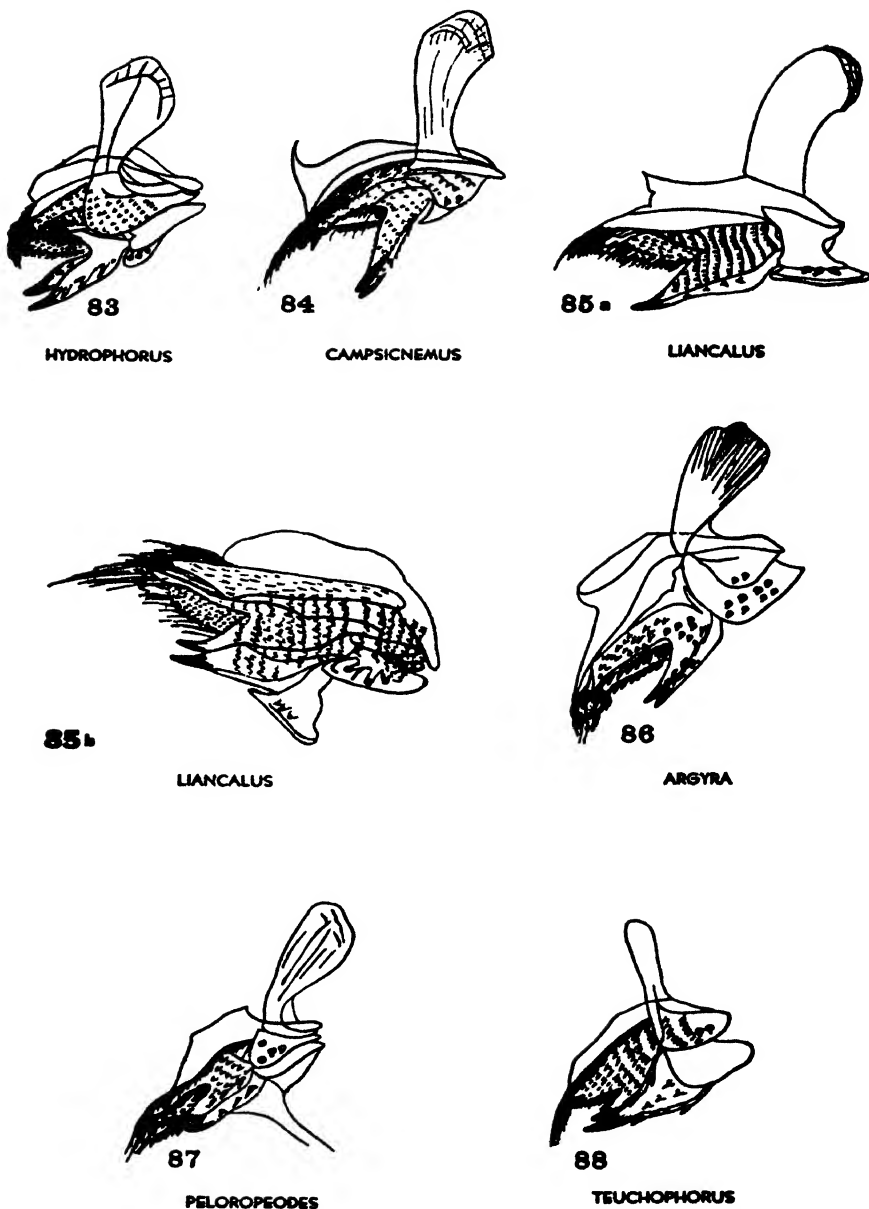 83
84
85a
HYDROPHORUS
CAMPSICNEMUS
LIANCALUS
85b
86
LIANCALUS
ARGYRA
87
88
PELOROPEODES
TEUCHOPHORUS